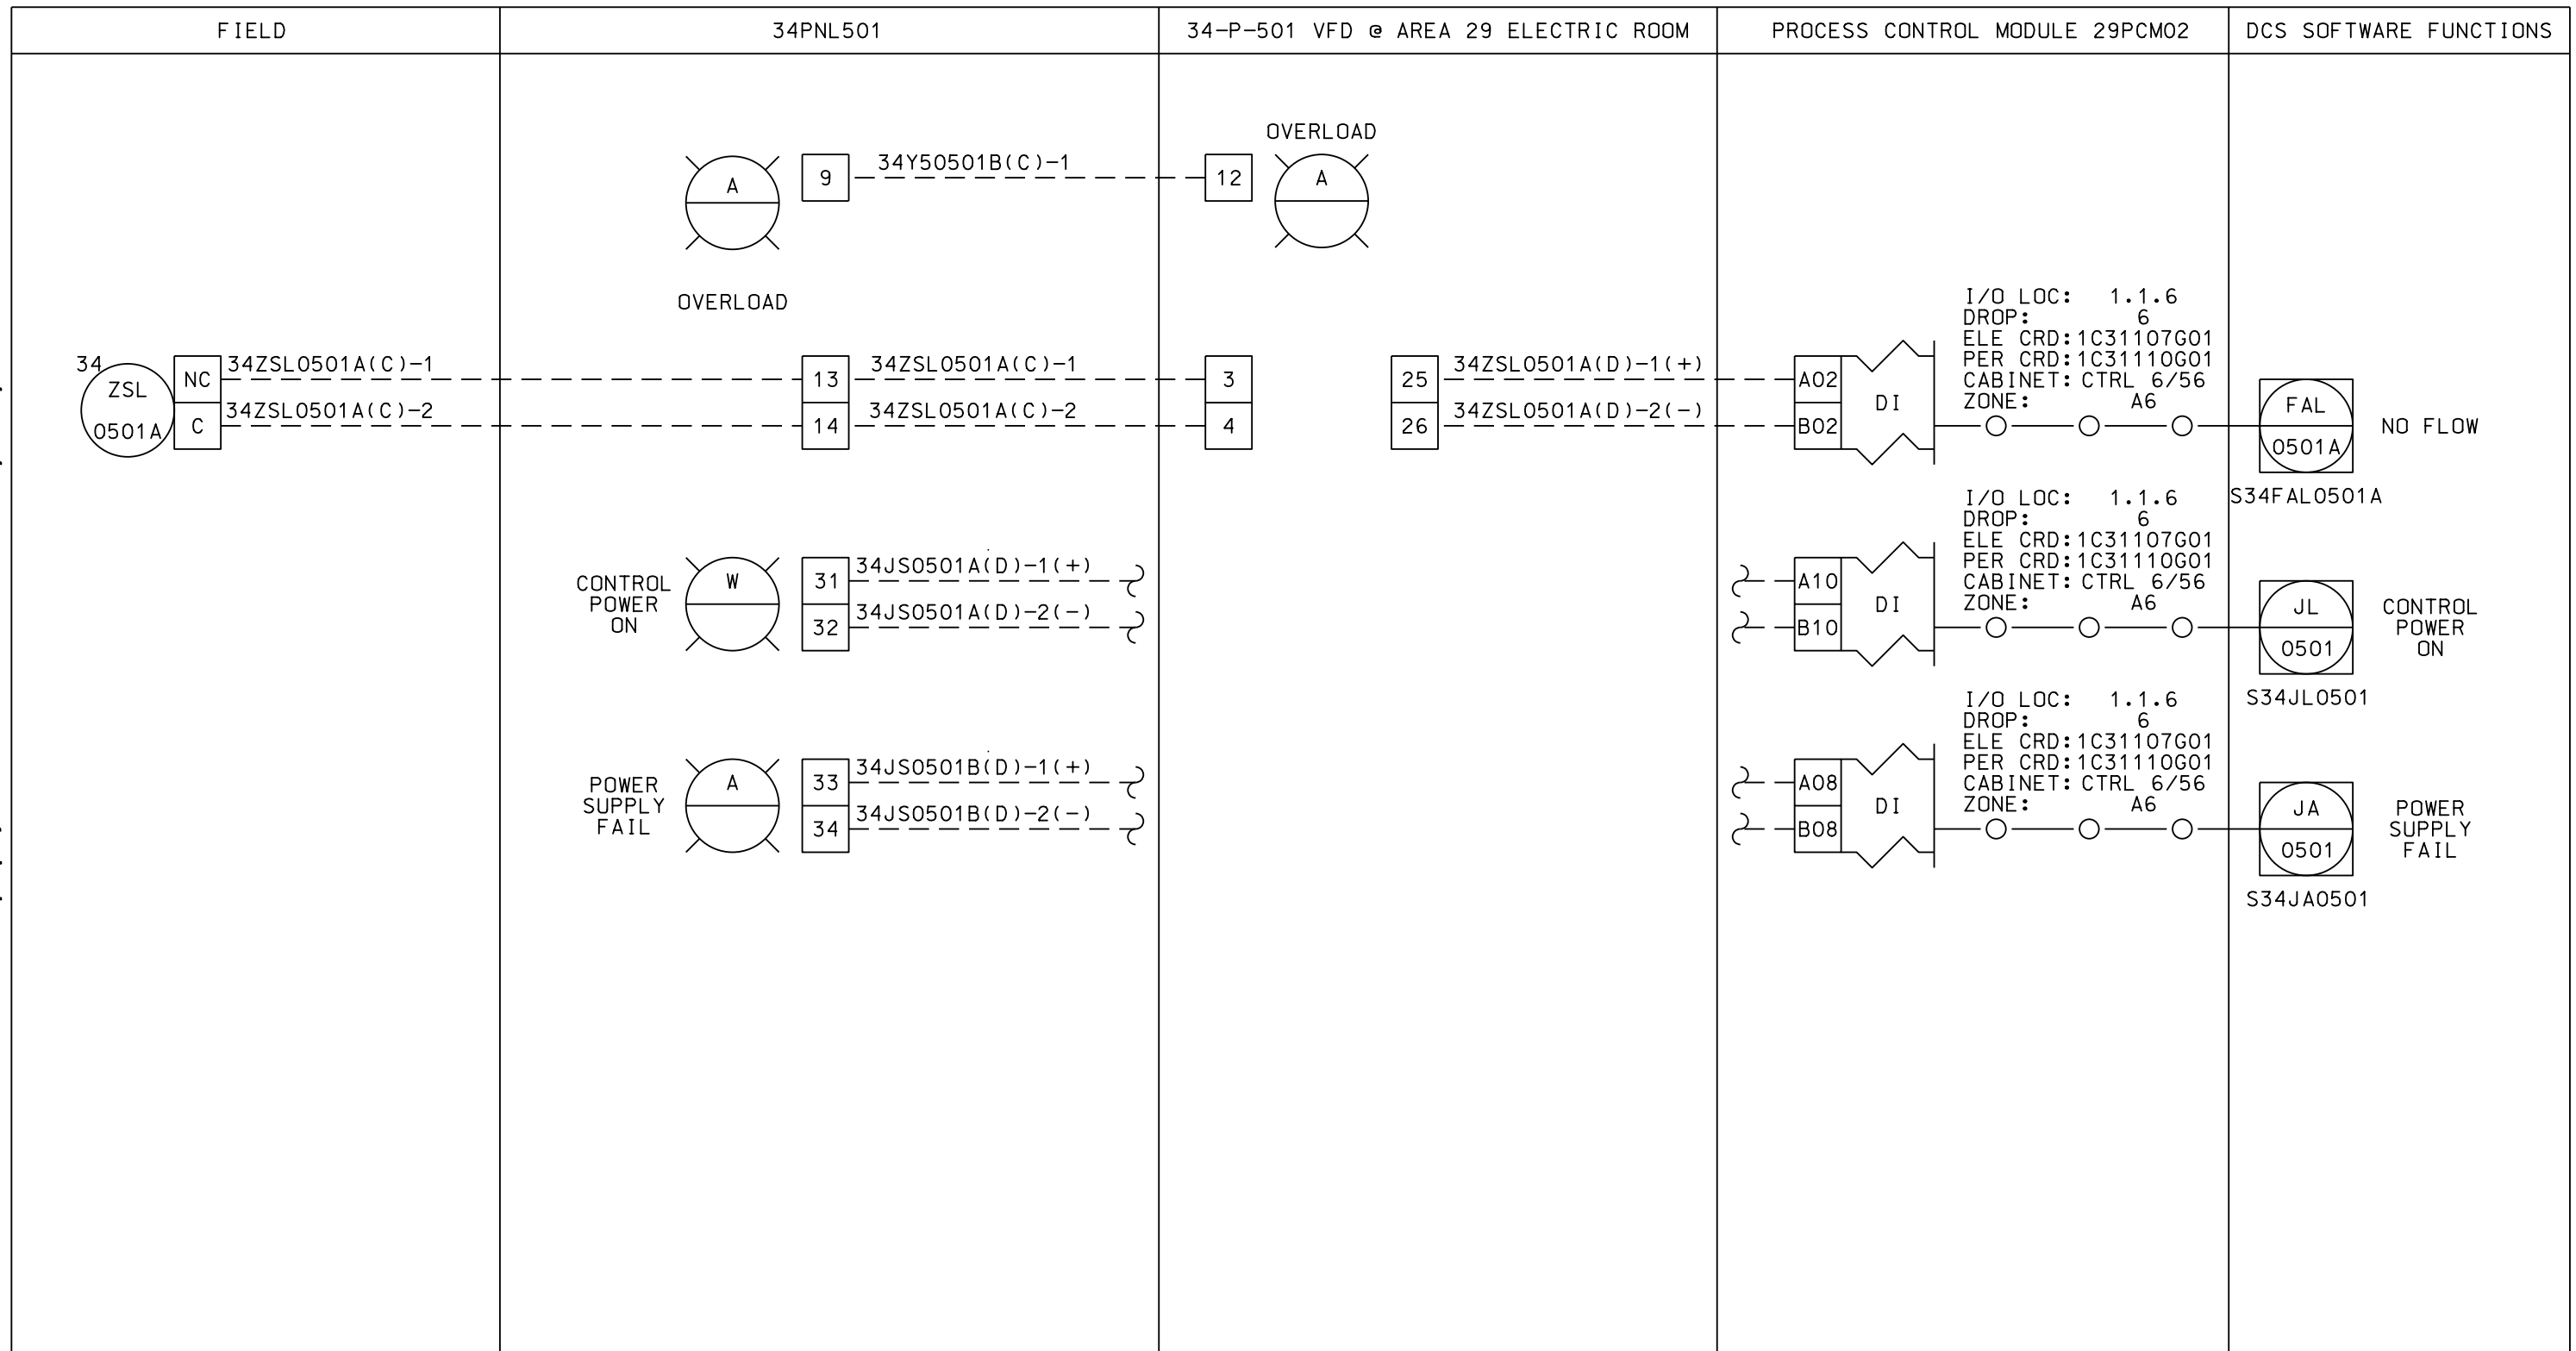 FIELD
34PNL501
34-P-501 VFD @ AREA 29 ELECTRIC ROOM
PROCESS CONTROL MODULE 29PCM02
DCS SOFTWARE FUNCTIONS
OVERLOAD
A
9
34Y50501B(C)-1
12
A
OVERLOAD
34
ZSL
0501A
NC
C
34ZSL0501A(C)-1
34ZSL0501A(C)-2
13
14
34ZSL0501A(C)-1
34ZSL0501A(C)-2
3
4
25
26
34ZSL0501A(D)-1(+)
34ZSL0501A(D)-2(-)
A02
B02
DI
I/O LOC: 1.1.6
DROP: 6
ELE CRD:1C31107G01
PER CRD:1C31110G01
CABINET: CTRL 6/56
ZONE: A6
FAL
0501A
NO FLOW
S34FAL0501A
CONTROL
POWER
ON
W
31
32
34JS0501A(D)-1(+)
34JS0501A(D)-2(-)
A10
B10
DI
I/O LOC: 1.1.6
DROP: 6
ELE CRD:1C31107G01
PER CRD:1C31110G01
CABINET: CTRL 6/56
ZONE: A6
JL
0501
CONTROL
POWER
ON
S34JL0501
POWER
SUPPLY
FAIL
A
33
34
34JS0501B(D)-1(+)
34JS0501B(D)-2(-)
A08
B08
DI
I/O LOC: 1.1.6
DROP: 6
ELE CRD:1C31107G01
PER CRD:1C31110G01
CABINET: CTRL 6/56
ZONE: A6
JA
0501
POWER
SUPPLY
FAIL
S34JA0501